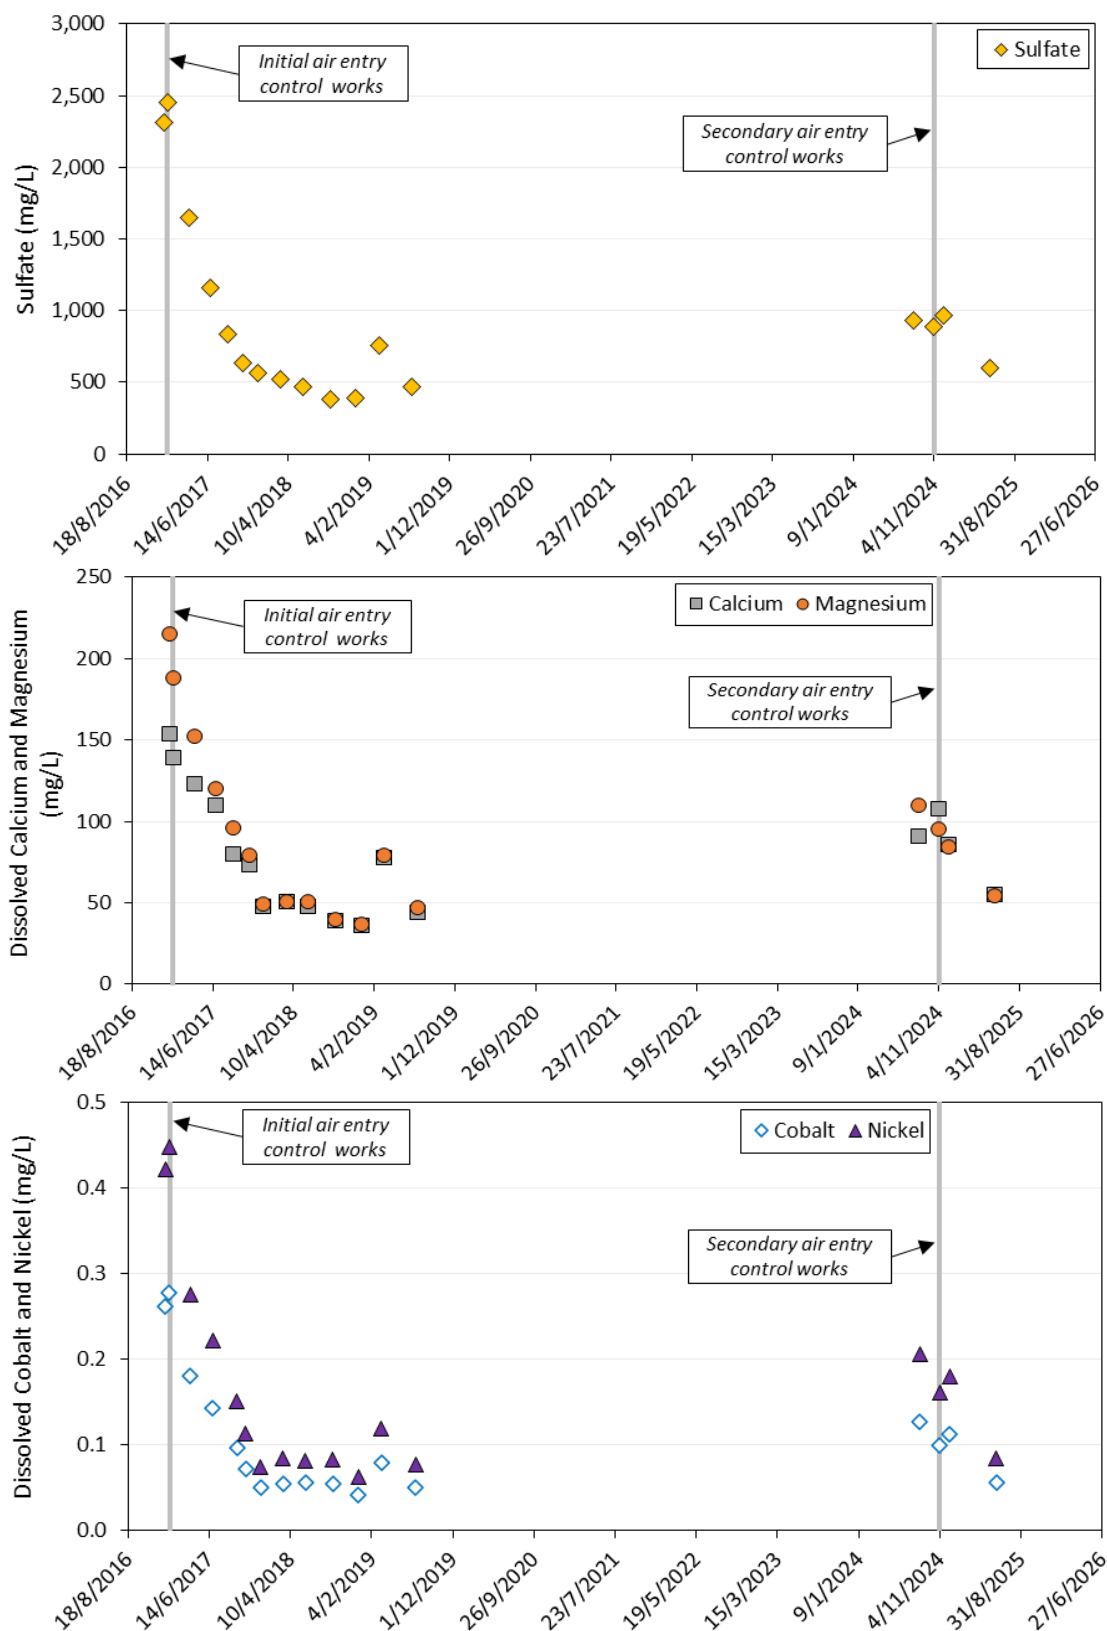 3,000
Initial air entry
control works
Sulfate
2,500
Secondary air entry
control works
2,000
1,500
1,000
500
0
Sulfate (mg/L)
18/8/2016
14/6/2017
10/4/2018
4/2/2019
1/12/2019
26/9/2020
23/7/2021
19/5/2022
15/3/2023
9/1/2024
4/11/2024
31/8/2025
27/6/2026
250
Initial air entry
control works
Calcium
Magnesium
200
Secondary air entry
control works
150
100
50
0
Dissolved Calcium and Magnesium
(mg/L)
18/8/2016
14/6/2017
10/4/2018
4/2/2019
1/12/2019
26/9/2020
23/7/2021
19/5/2022
15/3/2023
9/1/2024
4/11/2024
31/8/2025
27/6/2026
0.5
Initial air entry
control works
Cobalt
Nickel
0.4
Secondary air entry
control works
0.3
0.2
0.1
0.0
Dissolved Cobalt and Nickel (mg/L)
18/8/2016
14/6/2017
10/4/2018
4/2/2019
1/12/2019
26/9/2020
23/7/2021
19/5/2022
15/3/2023
9/1/2024
4/11/2024
31/8/2025
27/6/2026